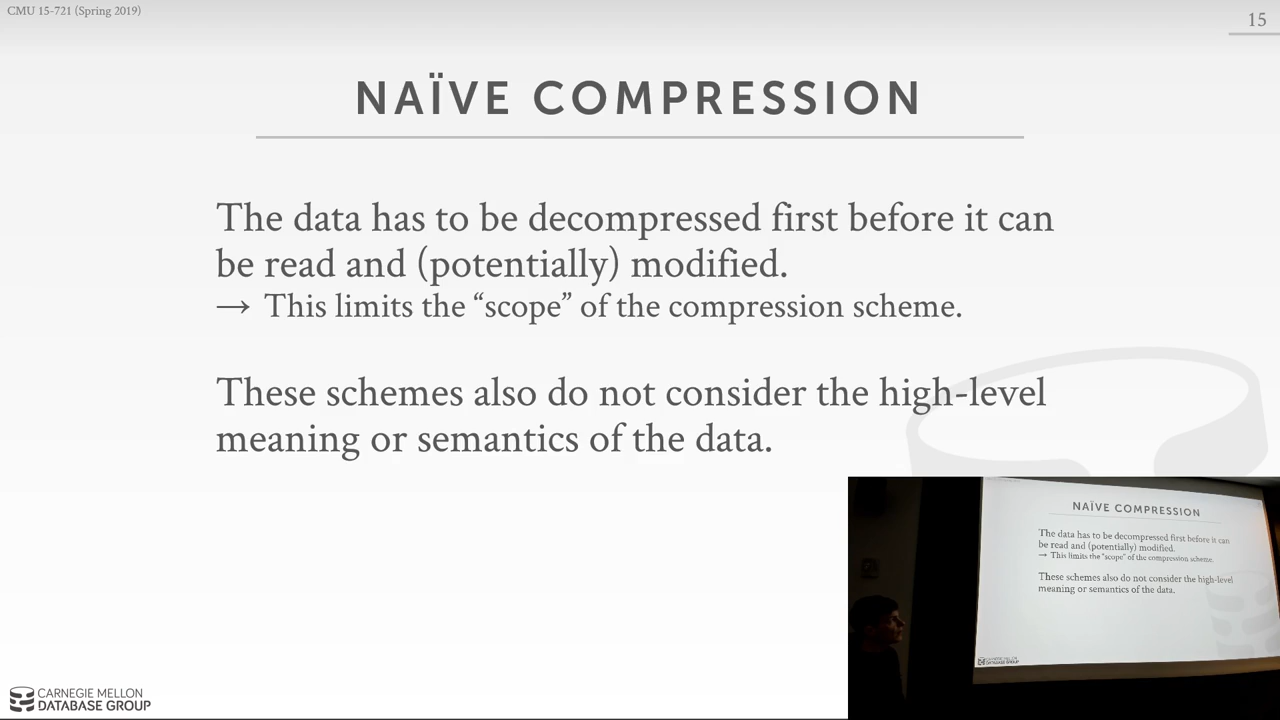 CMU 15-721 (Spring 2019)
15
NAÏVE COMPRESSION
The data has to be decompressed first before it can
be read and (potentially) modified.
→ This limits the “scope” of the compression scheme.
These schemes also do not consider the high-level
meaning or semantics of the data.
CARNEGIE MELLON
DATABASE GROUP
NAÏVE COMPRESSION
The data has to be decompressed first before it can
be read and (potentially) modified.
→ This limits the “scope” of the compression scheme.
These schemes also do not consider the high-level
meaning or semantics of the data.
CARNEGIE MELLON
DATABASE GROUP